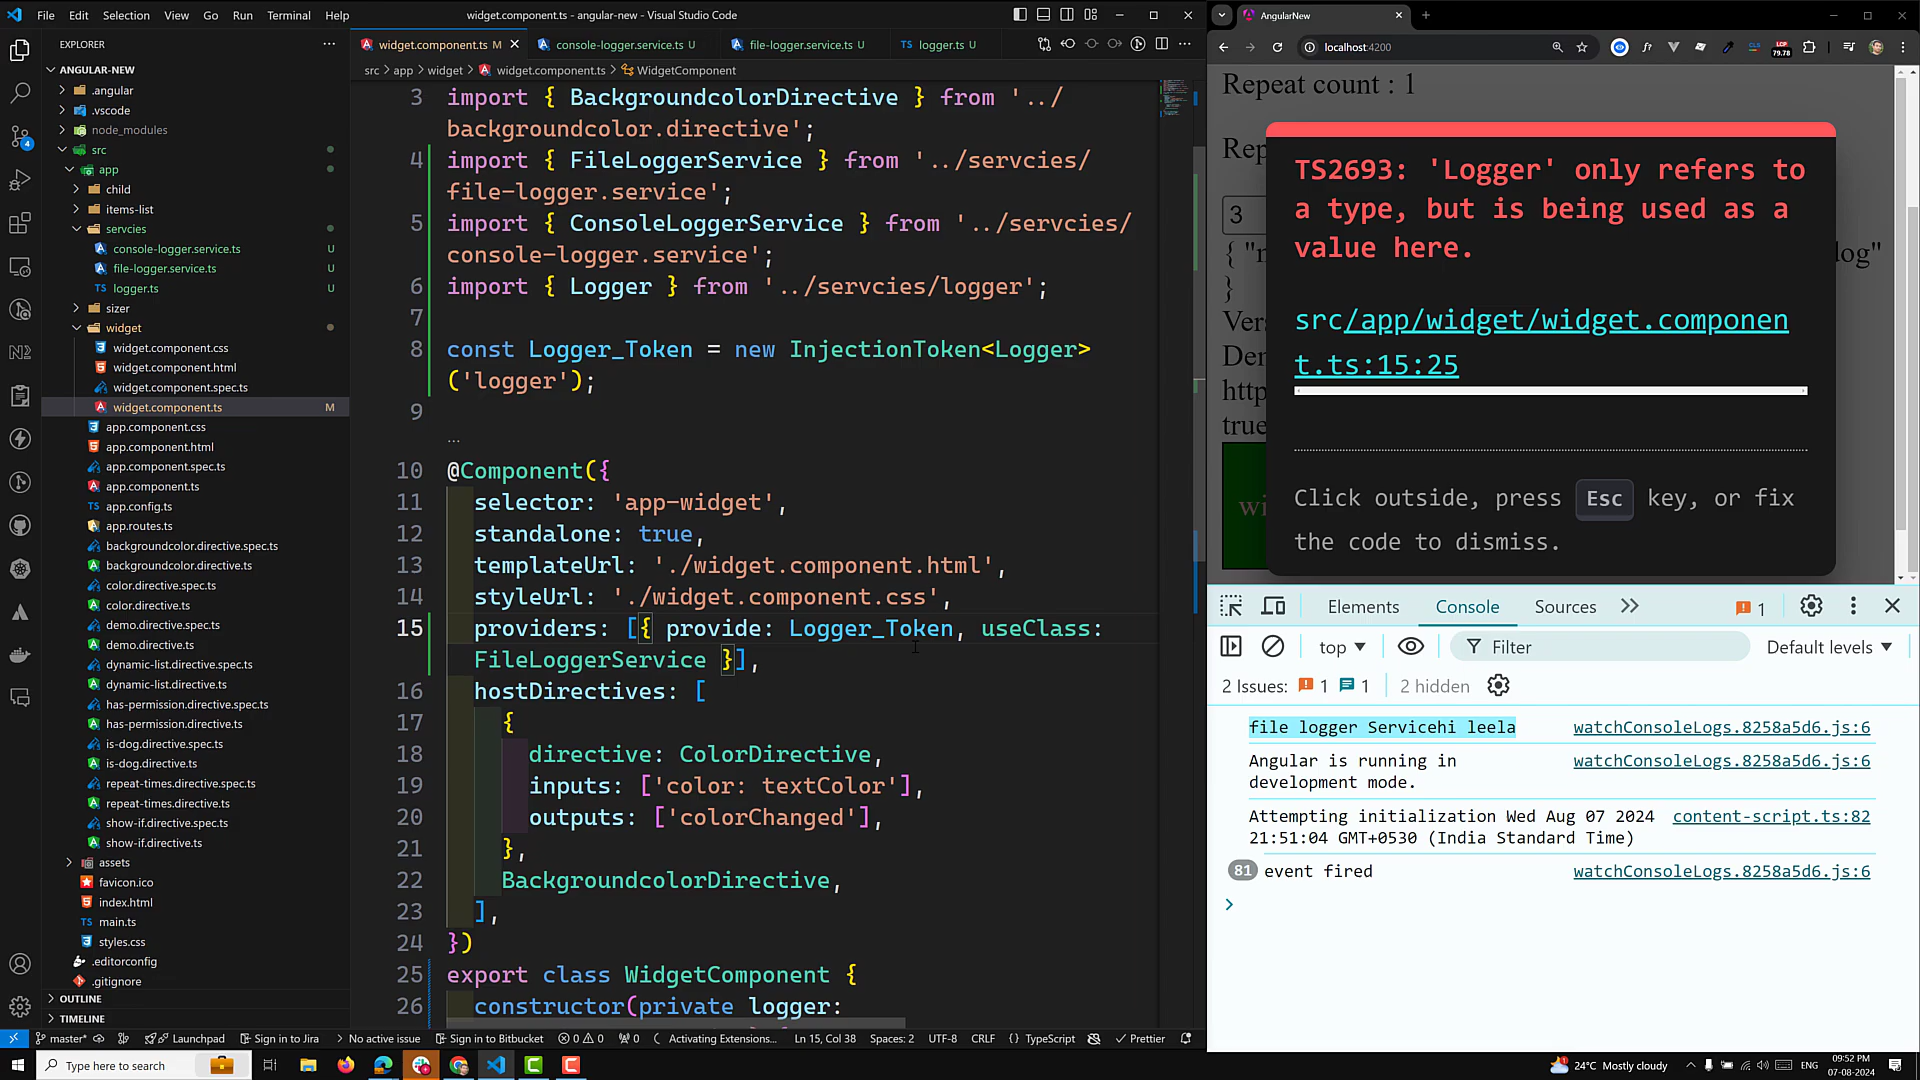 File Edit Selection View Go Run Terminal Help
widget.component.ts - angular-new - Visual Studio Code
EXPLORER
ANGULAR-NEW
.angular
.vscode
node_modules
src
app
child
items-list
servcies
console-logger.service.ts U
file-logger.service.ts U
logger.ts U
sizer
widget
widget.component.css
widget.component.html
widget.component.spec.ts
widget.component.ts M
app.component.css
app.component.html
app.component.spec.ts
app.component.ts
app.config.ts
app.routes.ts
backgroundcolor.directive.spec.ts
backgroundcolor.directive.ts
color.directive.spec.ts
color.directive.ts
demo.directive.spec.ts
demo.directive.ts
dynamic-list.directive.spec.ts
dynamic-list.directive.ts
has-permission.directive.spec.ts
has-permission.directive.ts
is-dog.directive.spec.ts
is-dog.directive.ts
repeat-times.directive.spec.ts
repeat-times.directive.ts
show-if.directive.spec.ts
show-if.directive.ts
assets
favicon.ico
index.html
main.ts
styles.css
.editorconfig
.gitignore
OUTLINE
TIMELINE
widget.component.ts M console-logger.service.ts U file-logger.service.ts U TS logger.ts U
src > app > widget > widget.component.ts > WidgetComponent
3 import { BackgroundcolorDirective } from '../
backgroundcolor.directive';
4 import { FileLoggerService } from '../servcies/
file-logger.service';
5 import { ConsoleLoggerService } from '../servcies/
console-logger.service';
6 import { Logger } from '../servcies/logger';
7
8 const Logger_Token = new InjectionToken<Logger>
('logger');
9
...
10 @Component({
11 selector: 'app-widget',
12 standalone: true,
13 templateUrl: './widget.component.html',
14 styleUrl: './widget.component.css',
15 providers: [{ provide: Logger_Token, useClass:
FileLoggerService }],
16 hostDirectives: [
17 {
18 directive: ColorDirective,
19 inputs: ['color: textColor'],
20 outputs: ['colorChanged'],
21 },
22 BackgroundcolorDirective,
23 ],
24 })
25 export class WidgetComponent {
26 constructor(private logger:
master* Launchpad Sign in to Jira No active issue Sign in to Bitbucket 0 0 0 Activating Extensions... Ln 15, Col 38 Spaces: 2 UTF-8 CRLF {} TypeScript Prettier
AngularNew
localhost:4200
79.78
Repeat count : 1
Rep
3
{ "n
log"
}
Vers
Den
http
true
wi
TS2693: 'Logger' only refers to
a type, but is being used as a
value here.
src/app/widget/widget.componen
t.ts:15:25
Click outside, press Esc key, or fix
the code to dismiss.
Elements Console Sources 1
top Filter Default levels
2 Issues: 1 1 2 hidden
file logger Servicehi leela watchConsoleLogs.8258a5d6.js:6
Angular is running in watchConsoleLogs.8258a5d6.js:6
development mode.
Attempting initialization Wed Aug 07 2024 content-script.ts:82
21:51:04 GMT+0530 (India Standard Time)
81 event fired watchConsoleLogs.8258a5d6.js:6
Type here to search
24°C Mostly cloudy ENG 09:52 PM
07-08-2024